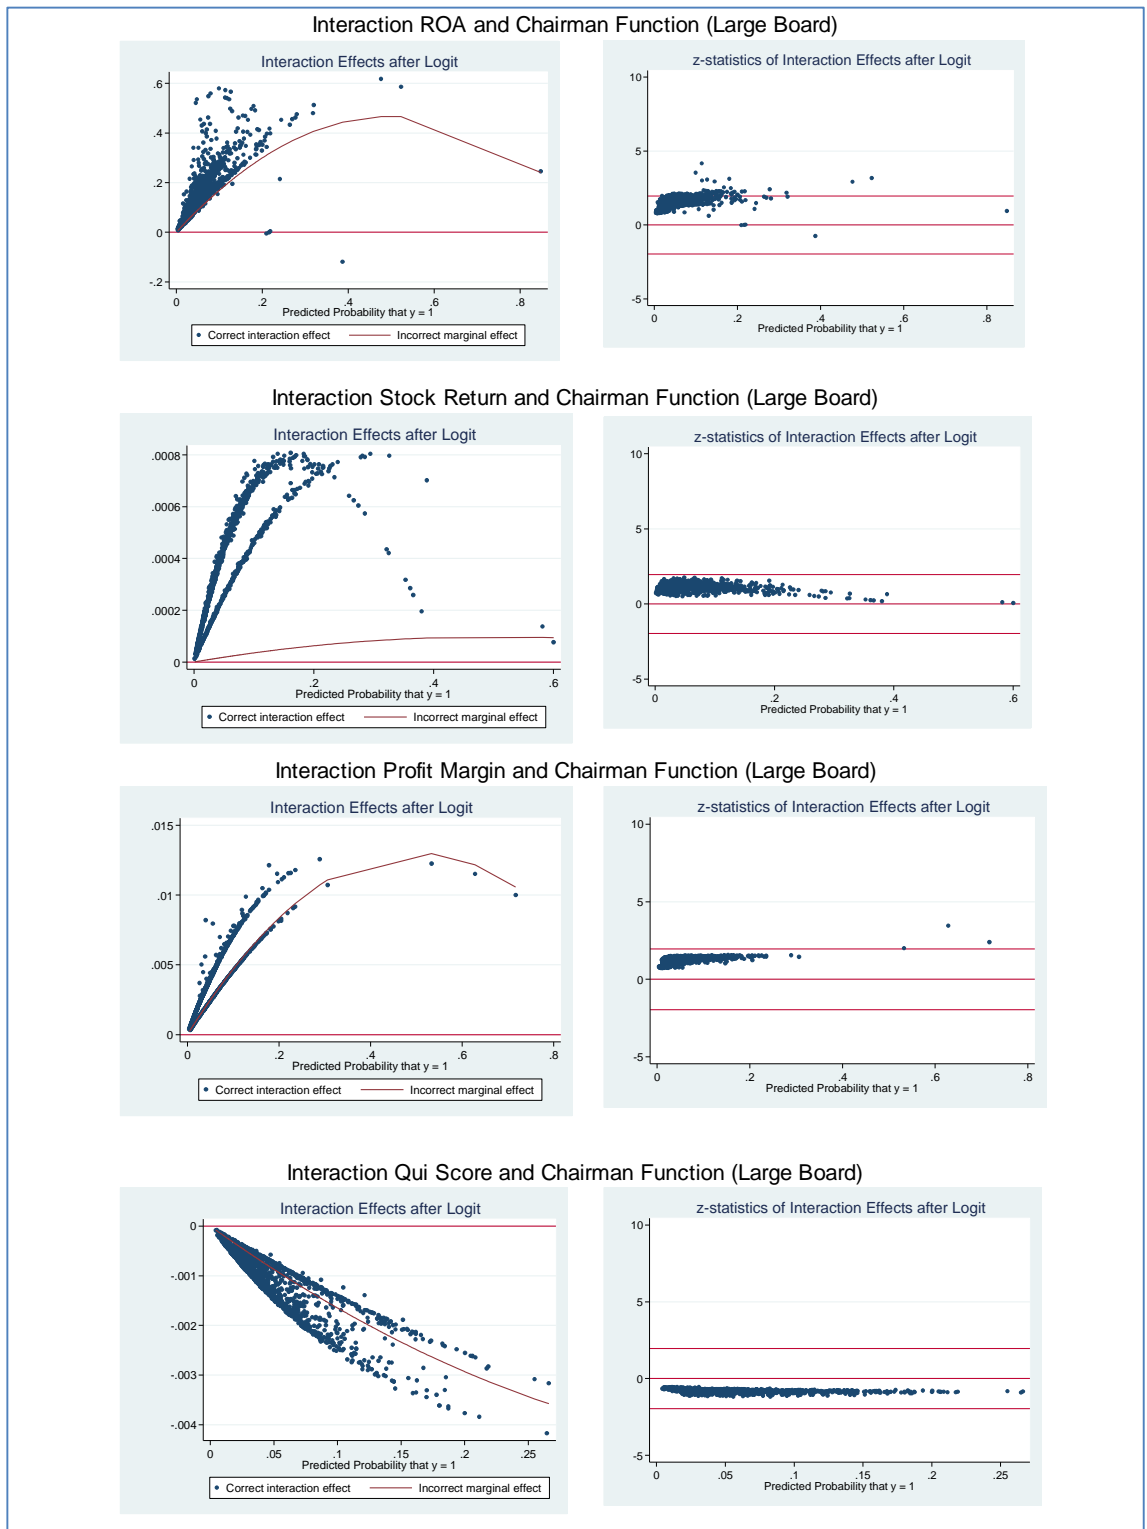 Interaction ROA and Chairman Function (Large Board)
Interaction Effects after Logit
.6
.4
.2
0
-.2
0 .2 .4 .6 .8
Predicted Probability that y = 1
Correct interaction effect Incorrect marginal effect
z-statistics of Interaction Effects after Logit
10
5
0
-5
0 .2 .4 .6 .8
Predicted Probability that y = 1
Interaction Stock Return and Chairman Function (Large Board)
Interaction Effects after Logit
.0008
.0006
.0004
.0002
0
0 .2 .4 .6
Predicted Probability that y = 1
Correct interaction effect Incorrect marginal effect
z-statistics of Interaction Effects after Logit
10
5
0
-5
0 .2 .4 .6
Predicted Probability that y = 1
Interaction Profit Margin and Chairman Function (Large Board)
Interaction Effects after Logit
.015
.01
.005
0
0 .2 .4 .6 .8
Predicted Probability that y = 1
Correct interaction effect Incorrect marginal effect
z-statistics of Interaction Effects after Logit
10
5
0
-5
0 .2 .4 .6 .8
Predicted Probability that y = 1
Interaction Qui Score and Chairman Function (Large Board)
Interaction Effects after Logit
0
-.001
-.002
-.003
-.004
0 .05 .1 .15 .2 .25
Predicted Probability that y = 1
Correct interaction effect Incorrect marginal effect
z-statistics of Interaction Effects after Logit
10
5
0
-5
0 .05 .1 .15 .2 .25
Predicted Probability that y = 1